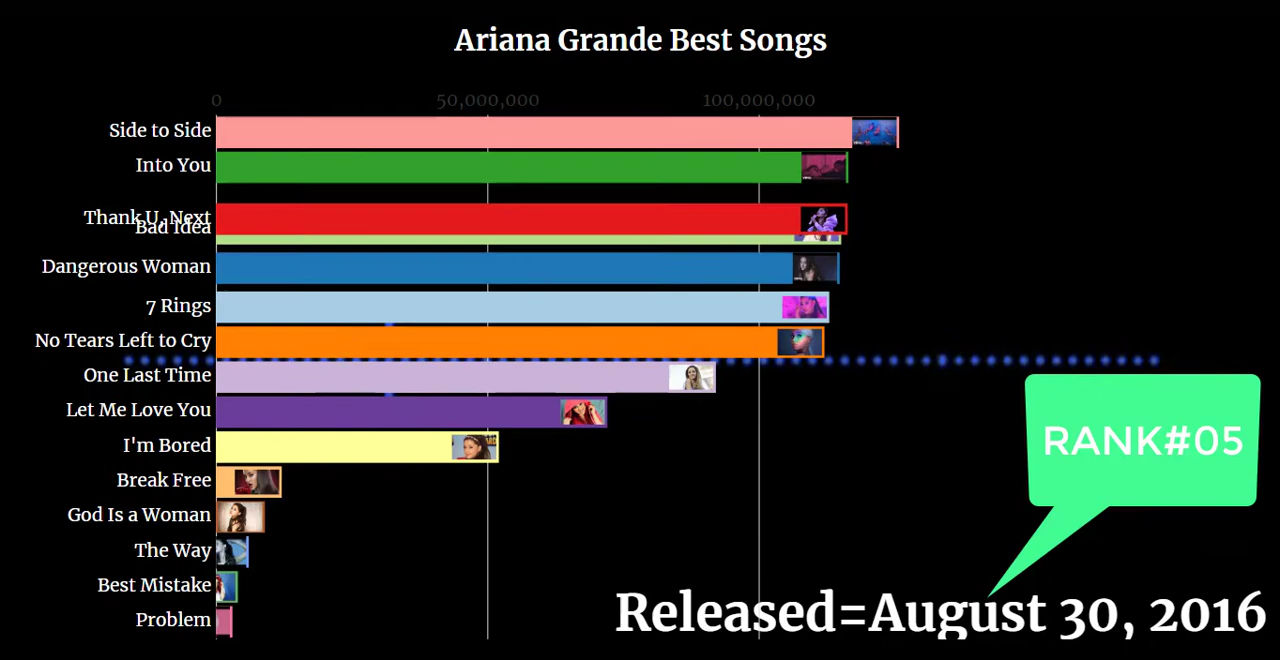 Ariana Grande Best Songs
0 50,000,000 100,000,000
Side to Side
Into You
Thank U, Next
Bad Idea
Dangerous Woman
7 Rings
No Tears Left to Cry
One Last Time
Let Me Love You
I'm Bored
Break Free
God Is a Woman
The Way
Best Mistake
Problem
RANK#05
Released=August 30, 2016